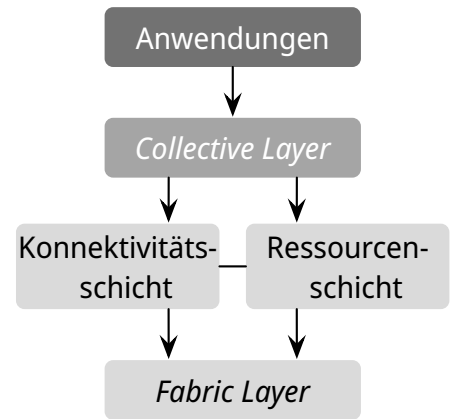 Anwendungen
Collective Layer
Konnektivitäts-
schicht
Ressourcen-
schicht
Fabric Layer